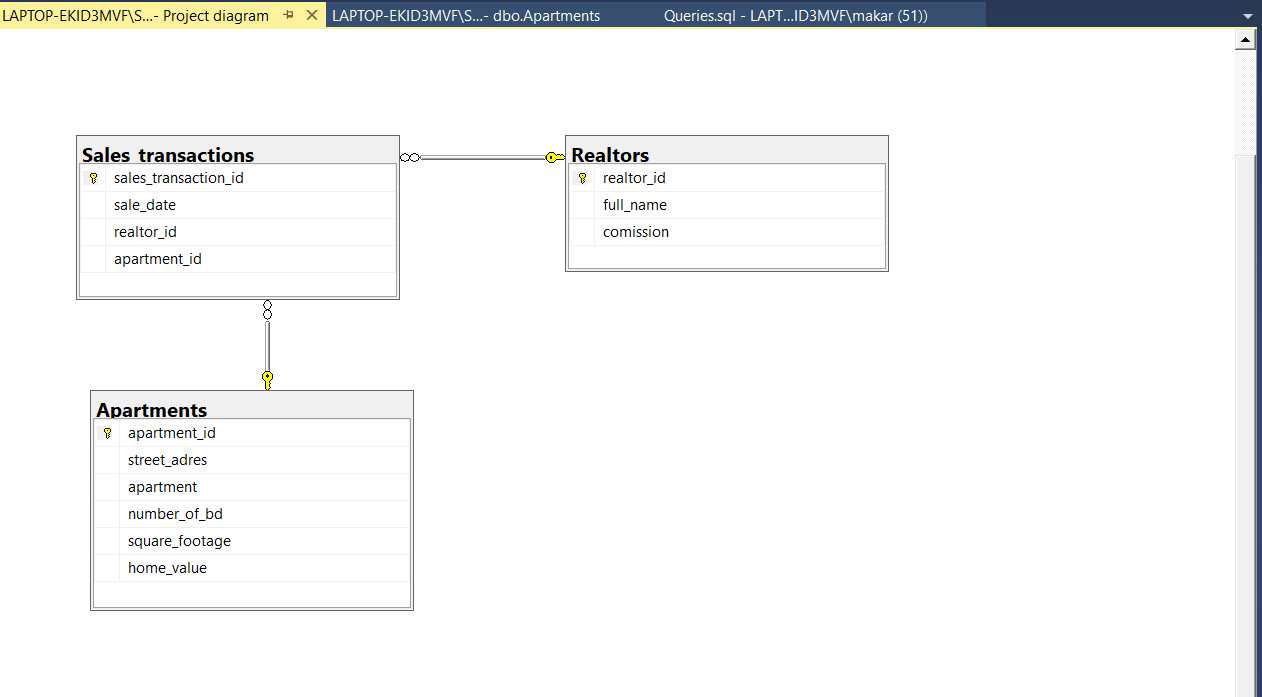 LAPTOP-EKID3MVF\S...- Project diagram
LAPTOP-EKID3MVF\S...- dbo.Apartments
Queries.sql - LAPT...ID3MVF\makar (51))
Sales_transactions
sales_transaction_id
sale_date
realtor_id
apartment_id
Realtors
realtor_id
full_name
comission
Apartments
apartment_id
street_adres
apartment
number_of_bd
square_footage
home_value